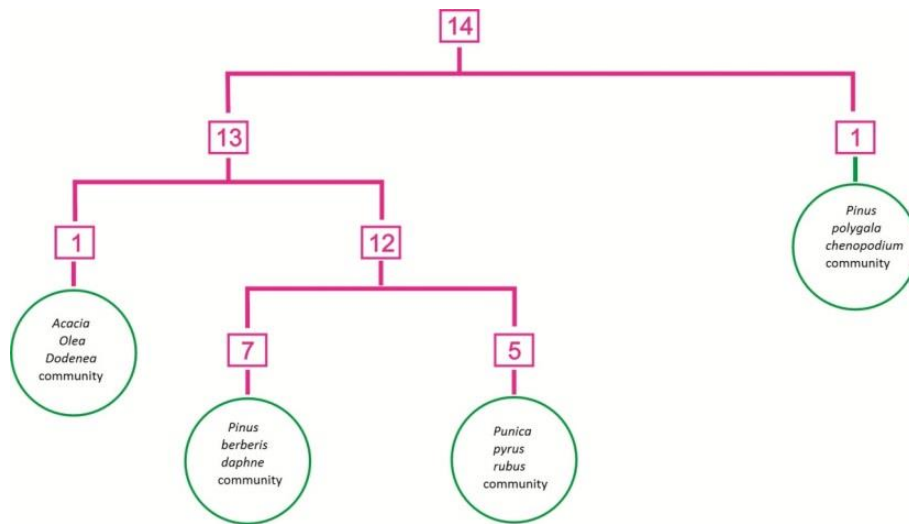 14
13
1
1
12
Pinus
polygala
chenopodium
community
Acacia
Olea
Dodenea
community
7
5
Pinus
berberis
daphne
community
Punica
pyrus
rubus
community